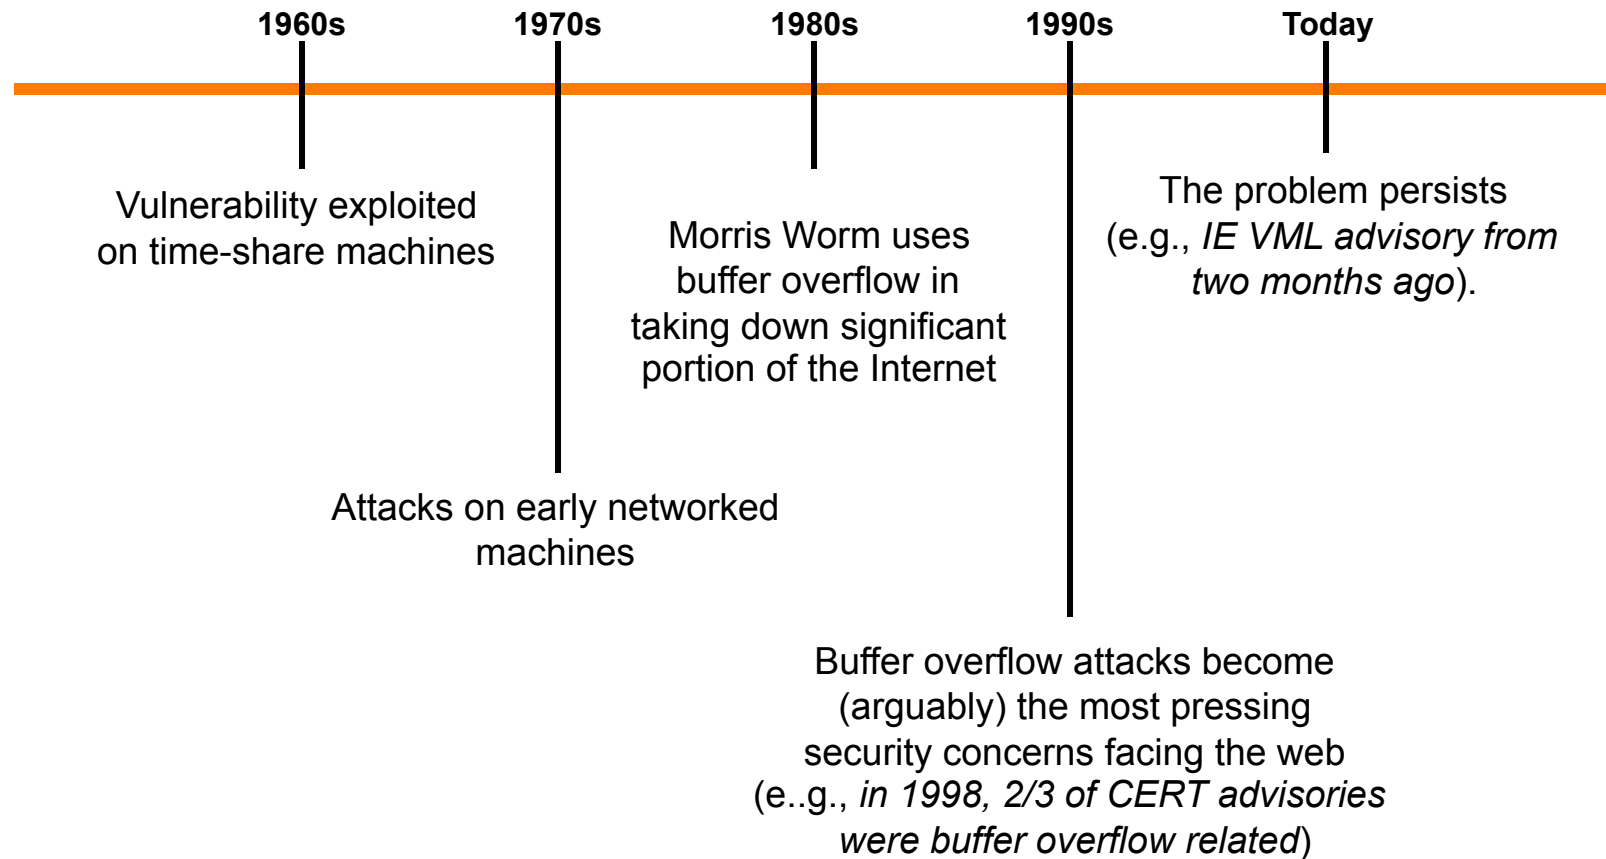 1960s
1970s
1980s
1990s
Today
Vulnerability exploited
on time-share machines
Attacks on early networked
machines
Morris Worm uses
buffer overflow in
taking down significant
portion of the Internet
Buffer overflow attacks become
(arguably) the most pressing
security concerns facing the web
(e..g., in 1998, 2/3 of CERT advisories
were buffer overflow related)
The problem persists
(e.g., IE VML advisory from
two months ago).